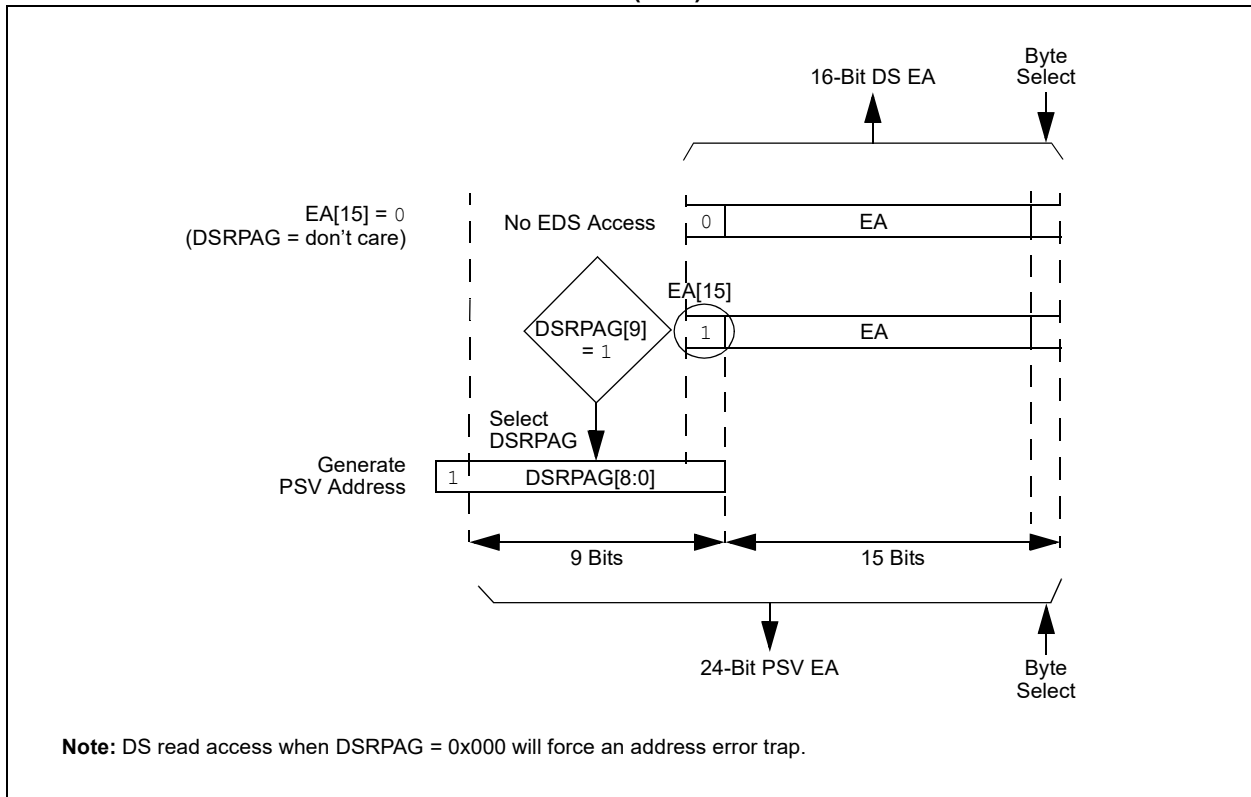 Byte
Select
16-Bit DS EA
EA[15] = 0
(DSRPAG = don't care)
No EDS Access
0
EA
EA[15]
DSRPAG[9]
= 1
1
EA
Select
DSRPAG
Generate
PSV Address
1
DSRPAG[8:0]
9 Bits
15 Bits
24-Bit PSV EA
Byte
Select
Note: DS read access when DSRPAG = 0x000 will force an address error trap.